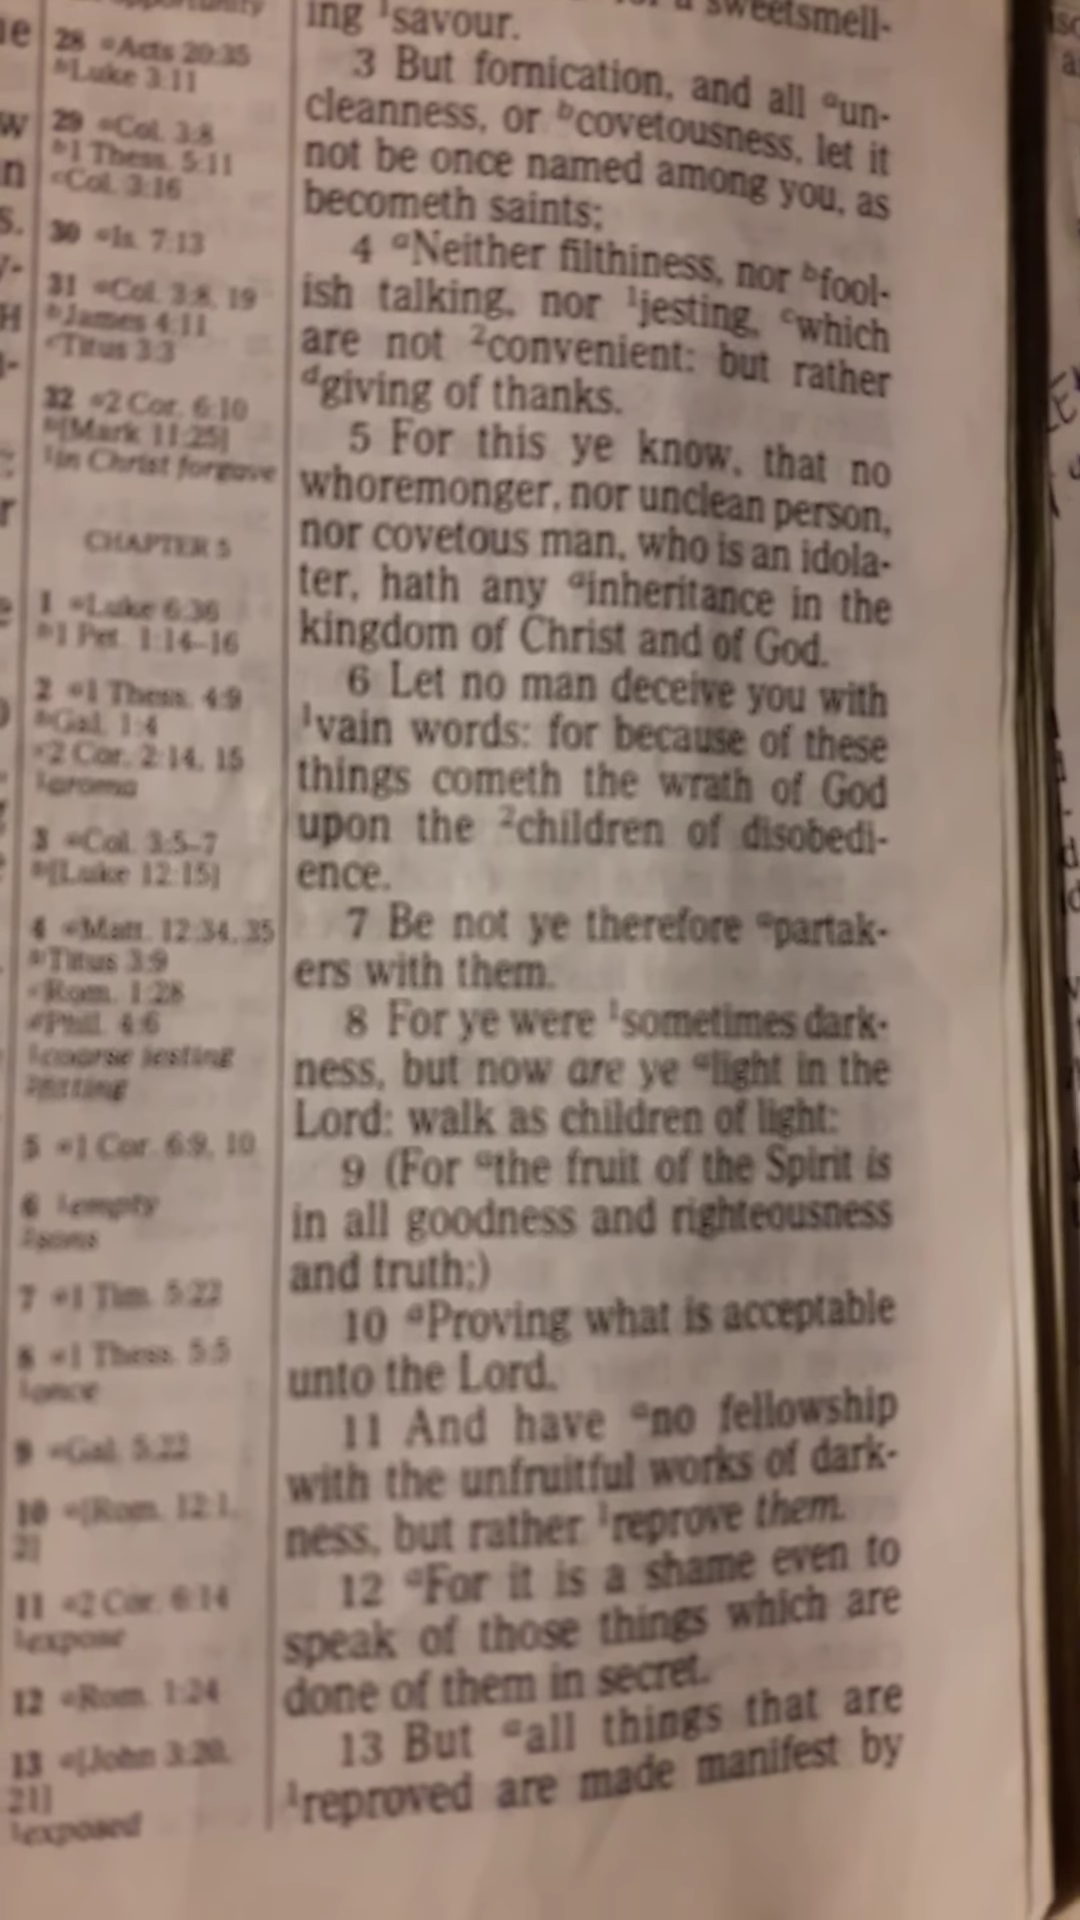 28 aActs 20:35
bLuke 3:11
29 aCol. 3:8
b1 Thess. 5:11
cCol. 3:16
30 aIs. 7:13
31 aCol. 3:8, 19
bJames 4:11
cTitus 3:3
32 a2 Cor. 6:10
b[Mark 11:25]
1in Christ forgave
CHAPTER 5
1 aLuke 6:36
b1 Pet. 1:14–16
2 a1 Thess. 4:9
bGal. 1:4
c2 Cor. 2:14, 15
1aroma
3 aCol. 3:5–7
b[Luke 12:15]
4 aMatt. 12:34, 35
bTitus 3:9
cRom. 1:28
dPhil. 4:6
1coarse jesting
2fitting
5 a1 Cor. 6:9, 10
6 1empty
2sons
7 a1 Tim. 5:22
8 a1 Thess. 5:5
1once
9 aGal. 5:22
10 a[Rom. 12:1,
2]
11 a2 Cor. 6:14
1expose
12 aRom. 1:24
13 a[John 3:20,
21]
1exposed
sweetsmell-
ing 1savour.
3 But fornication, and all aun-
cleanness, or bcovetousness, let it
not be once named among you, as
becometh saints;
4 aNeither filthiness, nor bfool-
ish talking, nor 1jesting, cwhich
are not 2convenient: but rather
dgiving of thanks.
5 For this ye know, that no
whoremonger, nor unclean person,
nor covetous man, who is an idola-
ter, hath any ainheritance in the
kingdom of Christ and of God.
6 Let no man deceive you with
1vain words: for because of these
things cometh the wrath of God
upon the 2children of disobedi-
ence.
7 Be not ye therefore apartak-
ers with them.
8 For ye were 1sometimes dark-
ness, but now are ye alight in the
Lord: walk as children of light:
9 (For athe fruit of the Spirit is
in all goodness and righteousness
and truth;)
10 aProving what is acceptable
unto the Lord.
11 And have ano fellowship
with the unfruitful works of dark-
ness, but rather 1reprove them.
12 aFor it is a shame even to
speak of those things which are
done of them in secret.
13 But aall things that are
1reproved are made manifest by